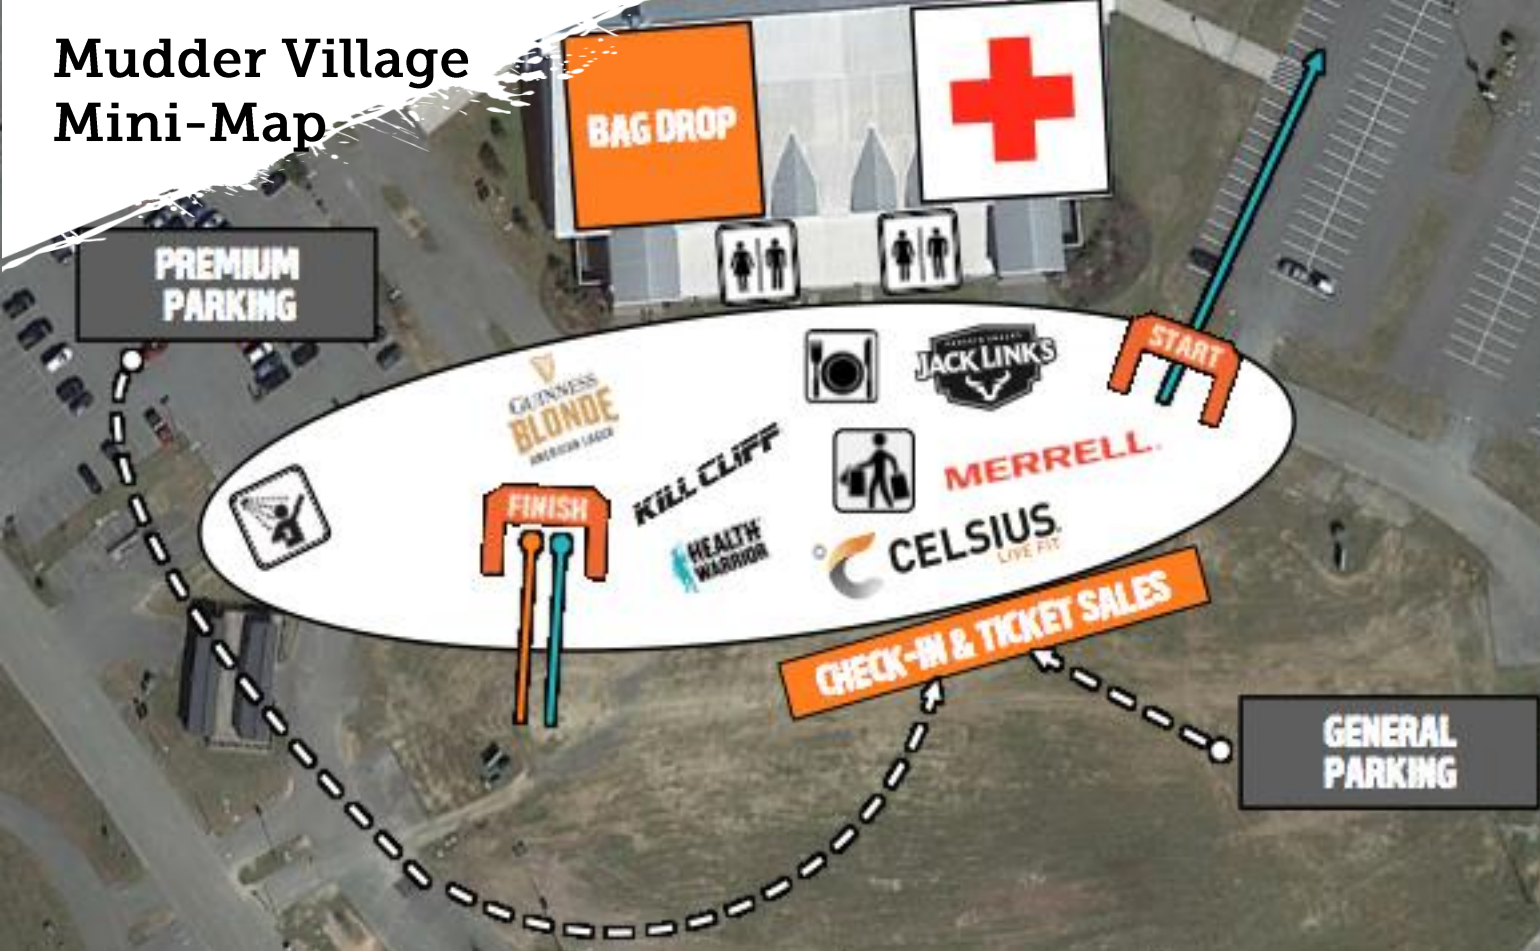 Mudder Village
Mini-Map
BAG DROP
PREMIUM
PARKING
START
GUINNESS
BLONDE
AMERICAN LAGER
JACK LINK'S
KILL CLIFF
MERRELL
FINISH
HEALTH
WARRIOR
CELSIUS
LIVE FIT
CHECK-IN & TICKET SALES
GENERAL
PARKING